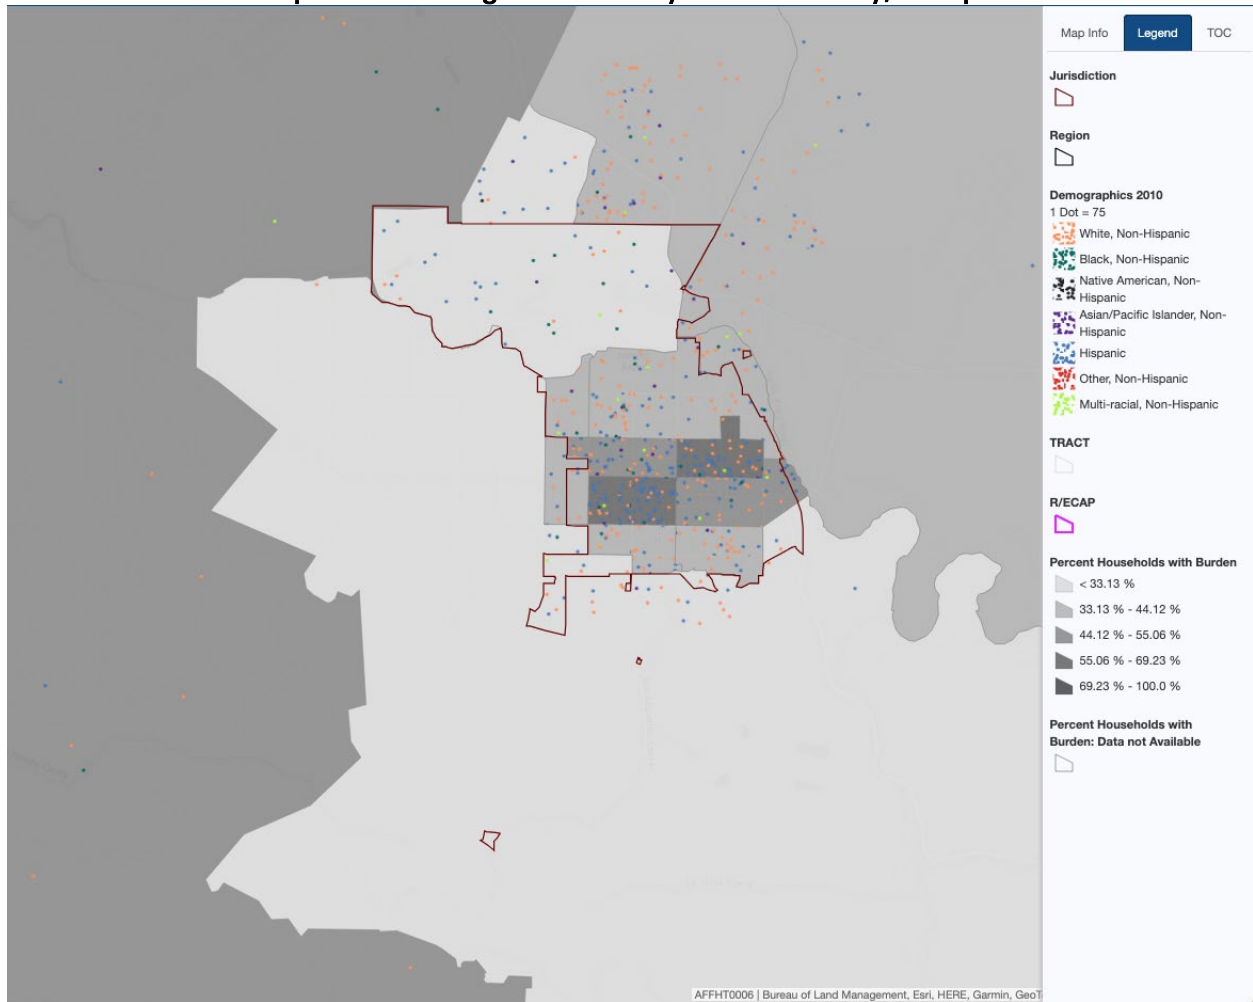 Map Info Legend TOC
Jurisdiction
Region
Demographics 2010
1 Dot = 75
White, Non-Hispanic
Black, Non-Hispanic
Native American, Non-
Hispanic
Asian/Pacific Islander, Non-
Hispanic
Hispanic
Other, Non-Hispanic
Multi-racial, Non-Hispanic
TRACT
R/ECAP
Percent Households with Burden
< 33.13 %
33.13 % - 44.12 %
44.12 % - 55.06 %
55.06 % - 69.23 %
69.23 % - 100.0 %
Percent Households with
Burden: Data not Available
AFFHT0006 | Bureau of Land Management, Esri, HERE, Garmin, GeoT